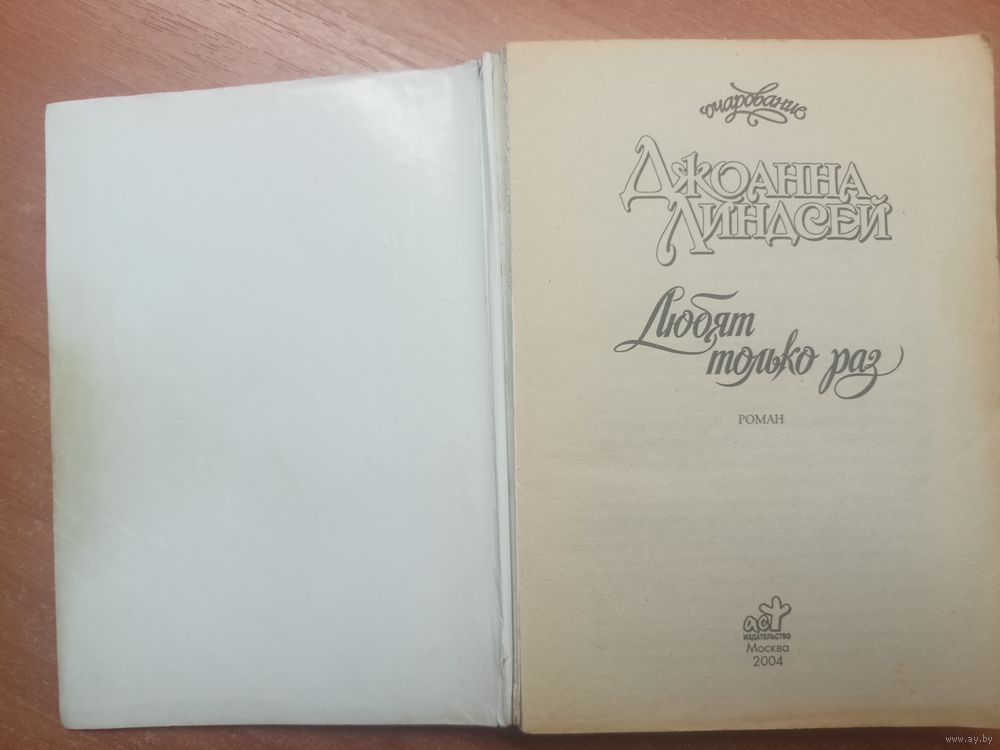 Очарование
ДЖОАННА
ЛИНДСЕЙ
Любят
только раз
РОМАН
аст
ИЗДАТЕЛЬСТВО
Москва
2004
www.ay.by